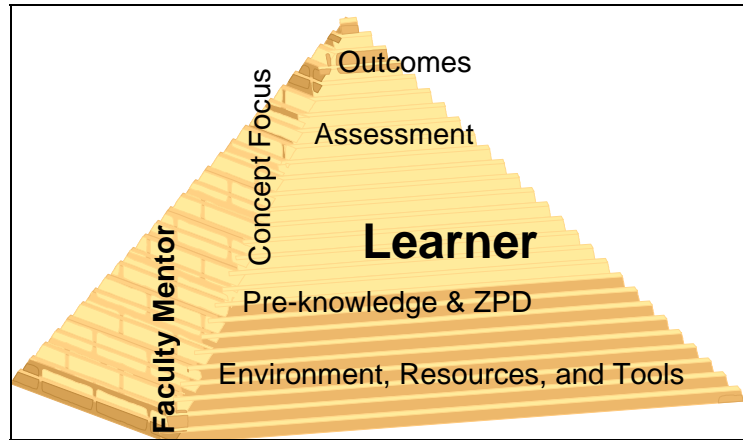 Outcomes
Assessment
Concept Focus
Learner
Faculty Mentor
Pre-knowledge & ZPD
Environment, Resources, and Tools